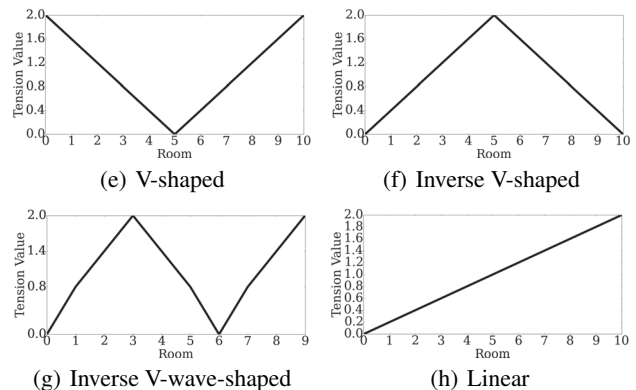 2.0
1.6
1.2
0.8
0.4
0.0
Tension Value
0 1 2 3 4 5 6 7 8 9 10
Room
(e) V-shaped
2.0
1.6
1.2
0.8
0.4
0.0
Tension Value
0 1 2 3 4 5 6 7 8 9 10
Room
(f) Inverse V-shaped
2.0
0.8
0.0
Tension Value
0 1 2 3 4 5 6 7 8 9
Room
(g) Inverse V-wave-shaped
2.0
1.8
1.6
1.4
1.2
1.0
0.8
0.6
0.4
0.2
0.0
Tension Value
0 1 2 3 4 5 6 7 8 9 10
Room
(h) Linear